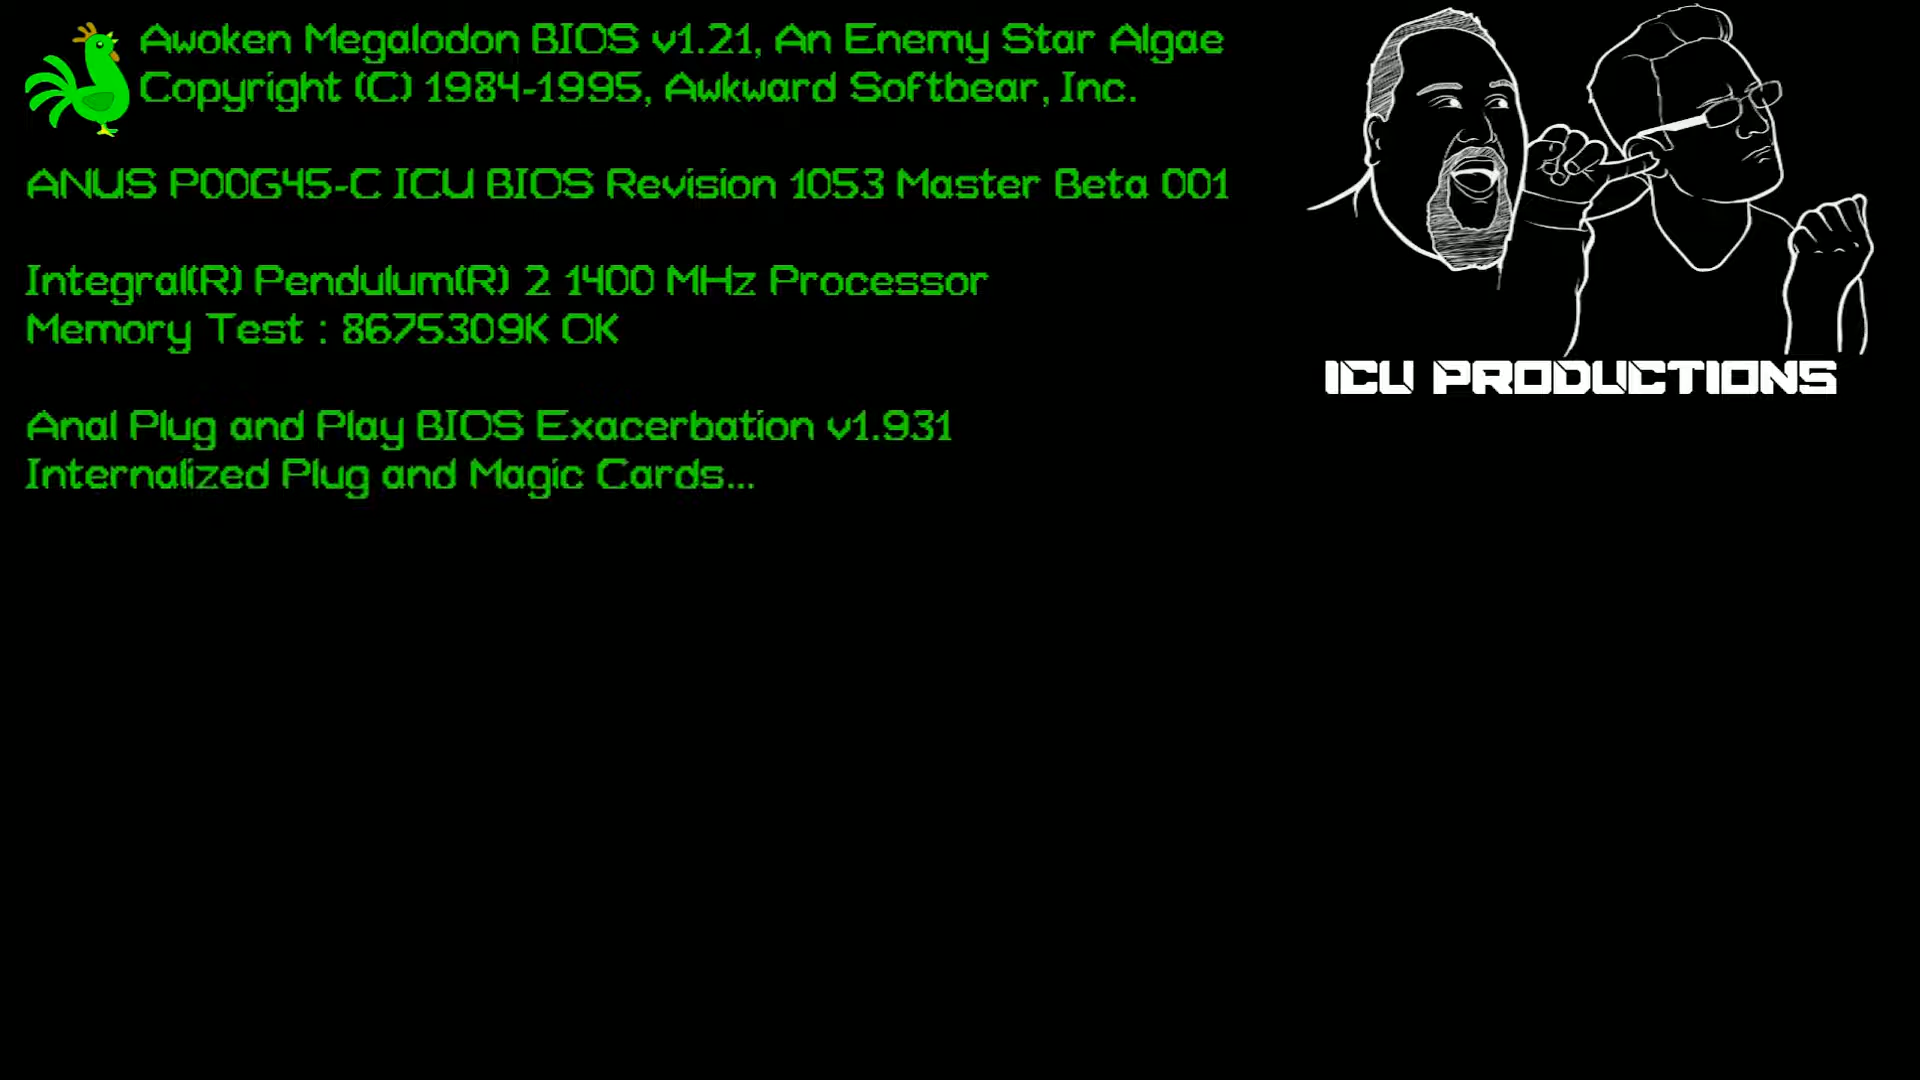 Awoken Megalodon BIOS v1.21, An Enemy Star Algae
Copyright (C) 1984-1995, Awkward Softbear, Inc.
ANUS P00G45-C ICU BIOS Revision 1053 Master Beta 001
Integral(R) Pendulum(R) 2 1400 MHz Processor
Memory Test : 8675309K OK
Anal Plug and Play BIOS Exacerbation v1.931
Internalized Plug and Magic Cards...
ICU PRODUCTIONS